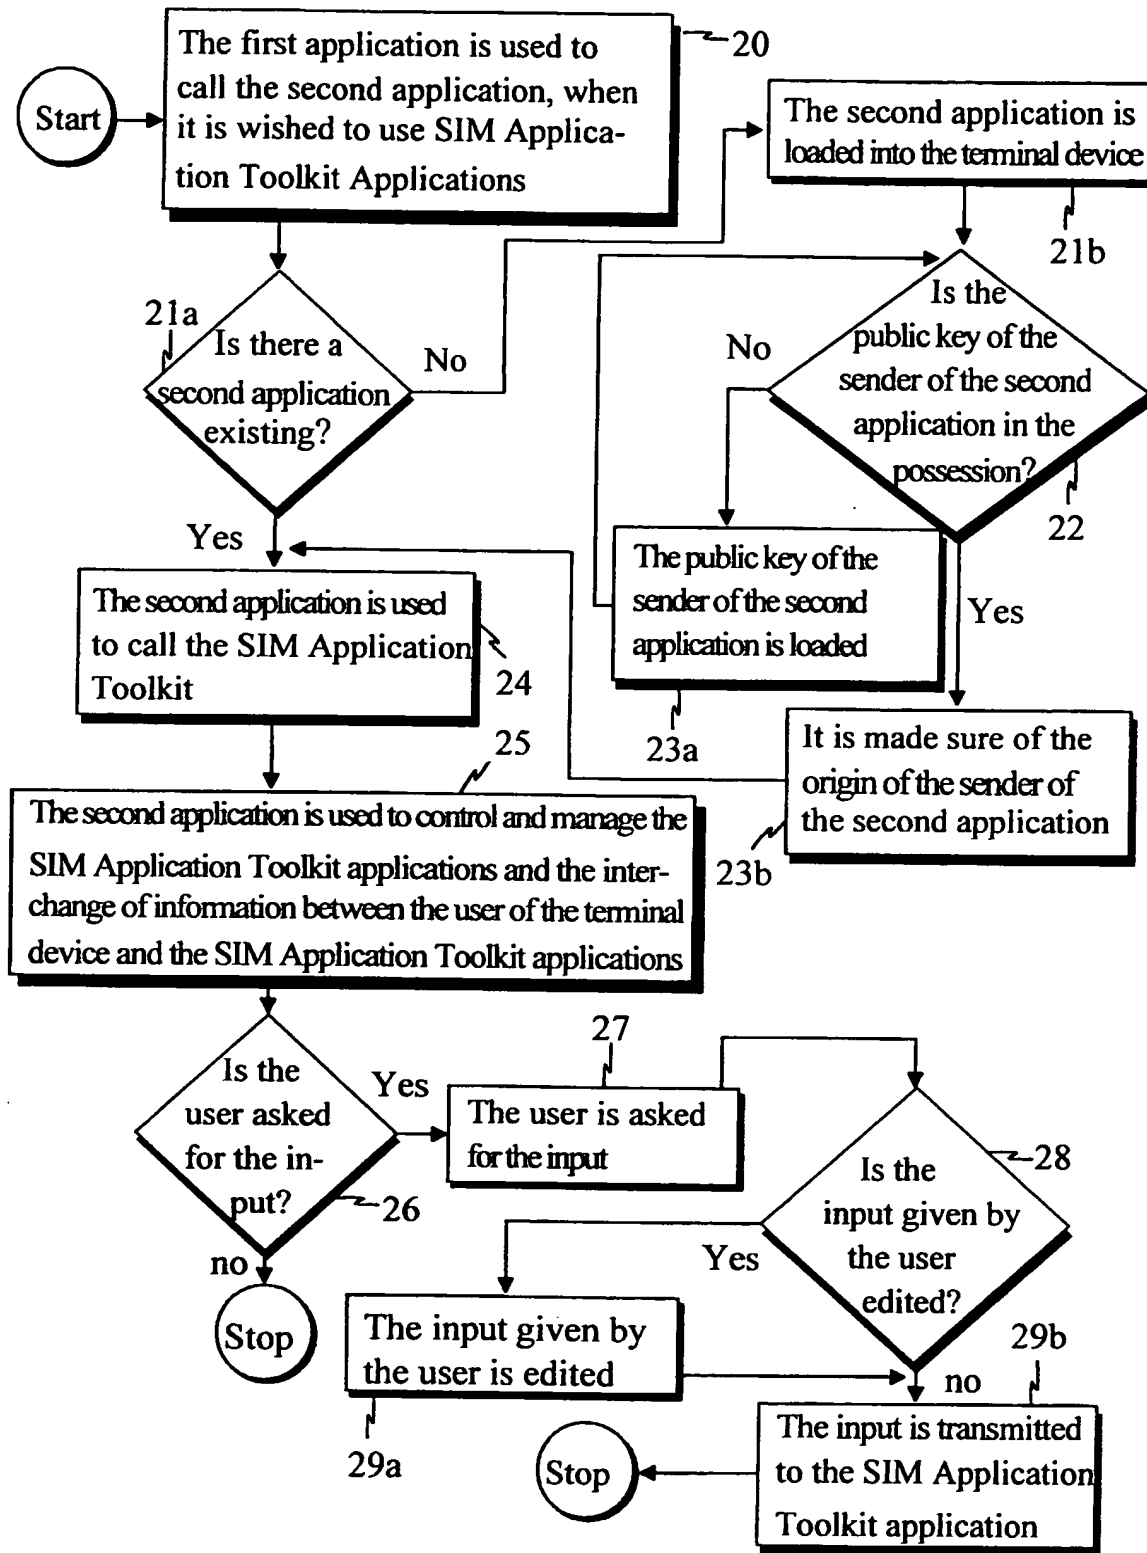 Start
The first application is used to
call the second application, when
it is wished to use SIM Applica-
tion Toolkit Applications
20
The second application is
loaded into the terminal device
21b
21a
Is there a
second application
existing?
No
Yes
Is the
public key of the
sender of the second
application in the
possession?
No
22
Yes
The public key of the
sender of the second
application is loaded
23a
It is made sure of the
origin of the sender of
the second application
23b
The second application is used
to call the SIM Application
Toolkit
24
25
The second application is used to control and manage the
SIM Application Toolkit applications and the inter-
change of information between the user of the terminal
device and the SIM Application Toolkit applications
Is the
user asked
for the in-
put?
26
Yes
no
Stop
27
The user is asked
for the input
28
Is the
input given by
the user
edited?
Yes
no
The input given by
the user is edited
29a
29b
The input is transmitted
to the SIM Application
Toolkit application
Stop